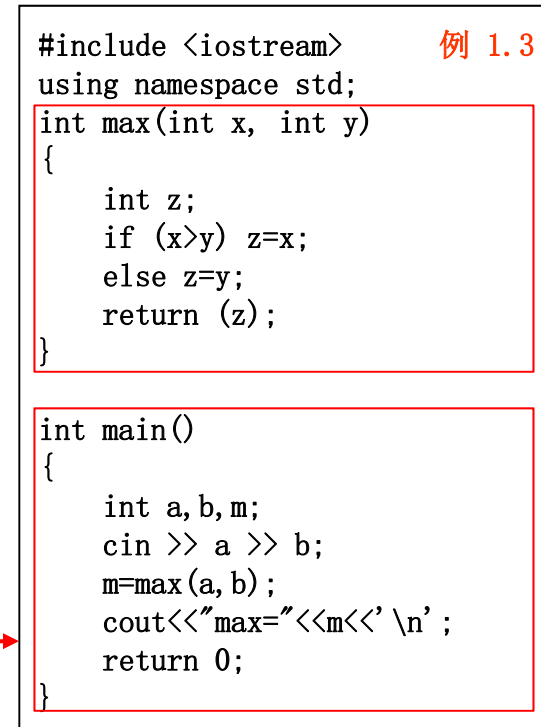 #include <iostream> 例 1.3
using namespace std;
int max(int x, int y)
{
    int z;
    if (x>y) z=x;
    else z=y;
    return (z);
}
int main()
{
    int a,b,m;
    cin >> a >> b;
    m=max(a,b);
    cout<<"max="<<m<<'\n';
    return 0;
}